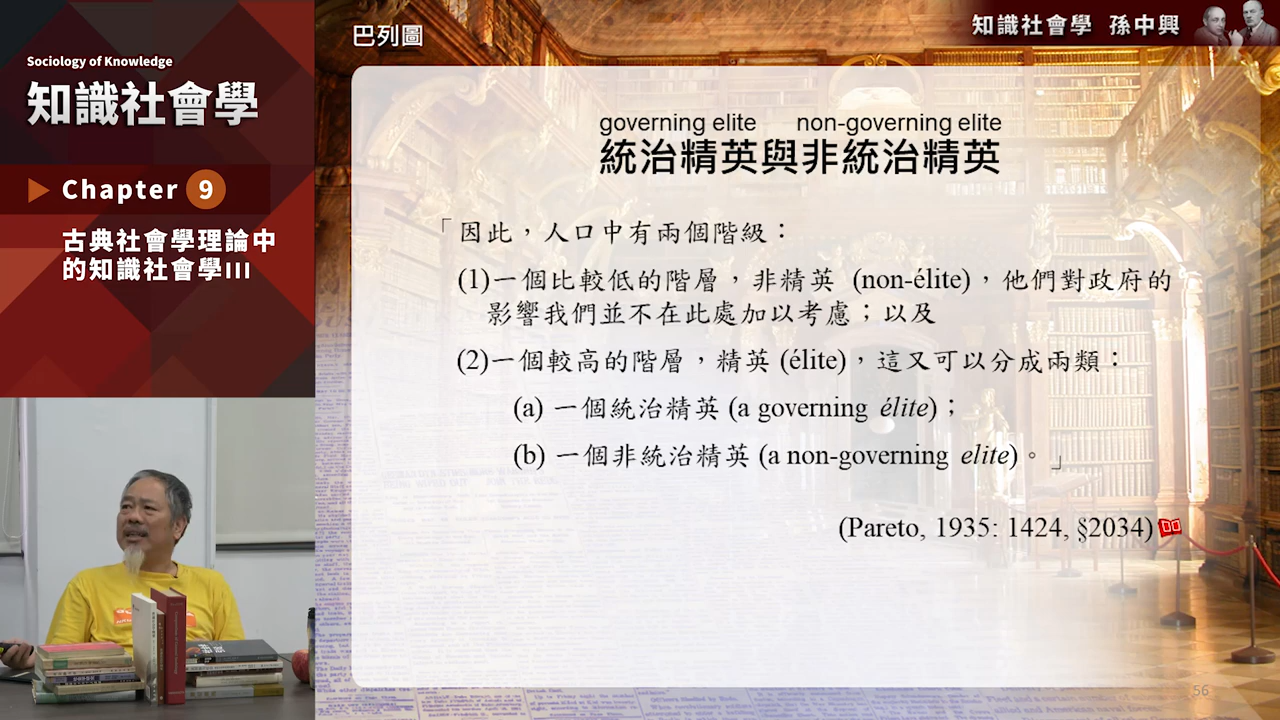 Sociology of Knowledge
知識社會學
Chapter 9
古典社會學理論中
的知識社會學III
巴列圖
知識社會學 孫中興
governing elite non-governing elite
統治精英與非統治精英
「因此，人口中有兩個階級：
(1)一個比較低的階層，非精英 (non-élite)，他們對政府的
影響我們並不在此處加以考慮；以及
(2)一個較高的階層，精英 (élite)，這又可以分成兩類：
(a) 一個統治精英 (a governing élite)；
(b) 一個非統治精英 (a non-governing elite)。」
(Pareto, 1935: 1424, §2034)
56